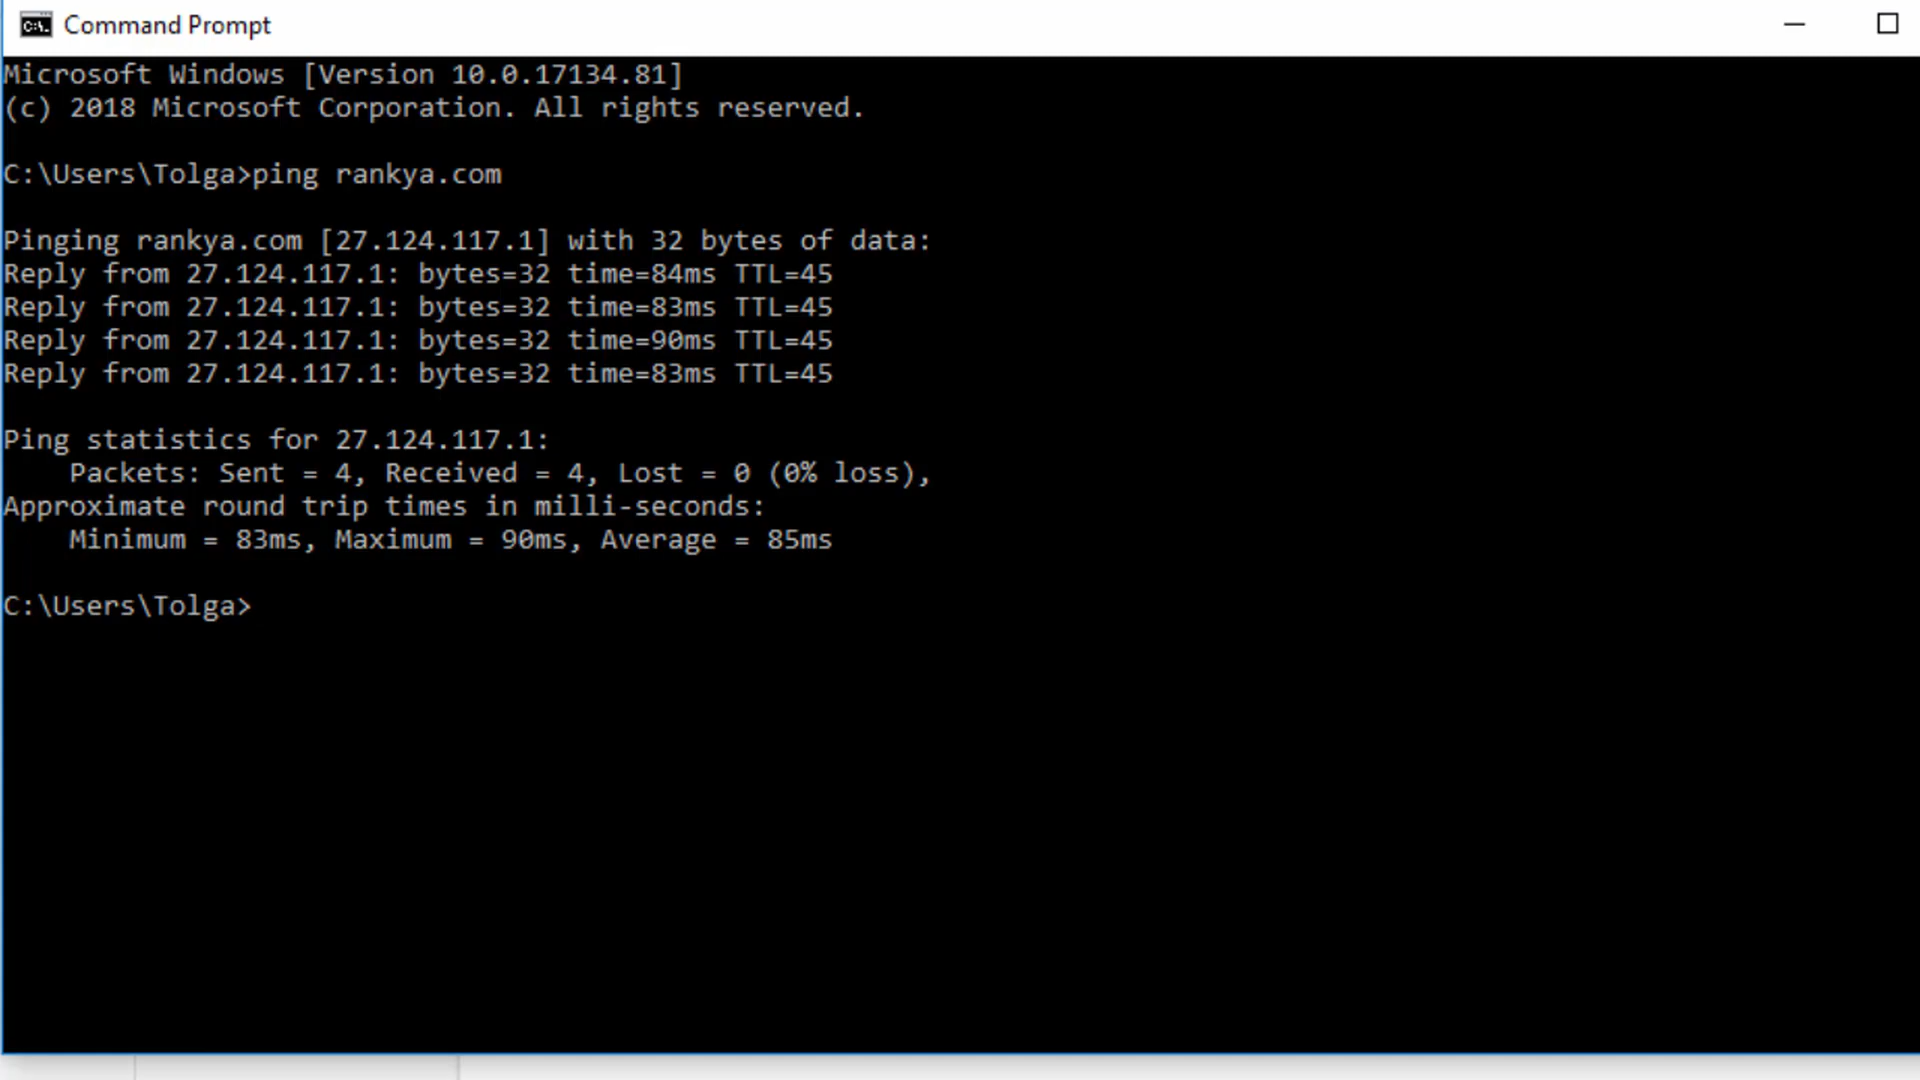 Command Prompt
Microsoft Windows [Version 10.0.17134.81]
(c) 2018 Microsoft Corporation. All rights reserved.
C:\Users\Tolga>ping rankya.com
Pinging rankya.com [27.124.117.1] with 32 bytes of data:
Reply from 27.124.117.1: bytes=32 time=84ms TTL=45
Reply from 27.124.117.1: bytes=32 time=83ms TTL=45
Reply from 27.124.117.1: bytes=32 time=90ms TTL=45
Reply from 27.124.117.1: bytes=32 time=83ms TTL=45
Ping statistics for 27.124.117.1:
    Packets: Sent = 4, Received = 4, Lost = 0 (0% loss),
Approximate round trip times in milli-seconds:
    Minimum = 83ms, Maximum = 90ms, Average = 85ms
C:\Users\Tolga>